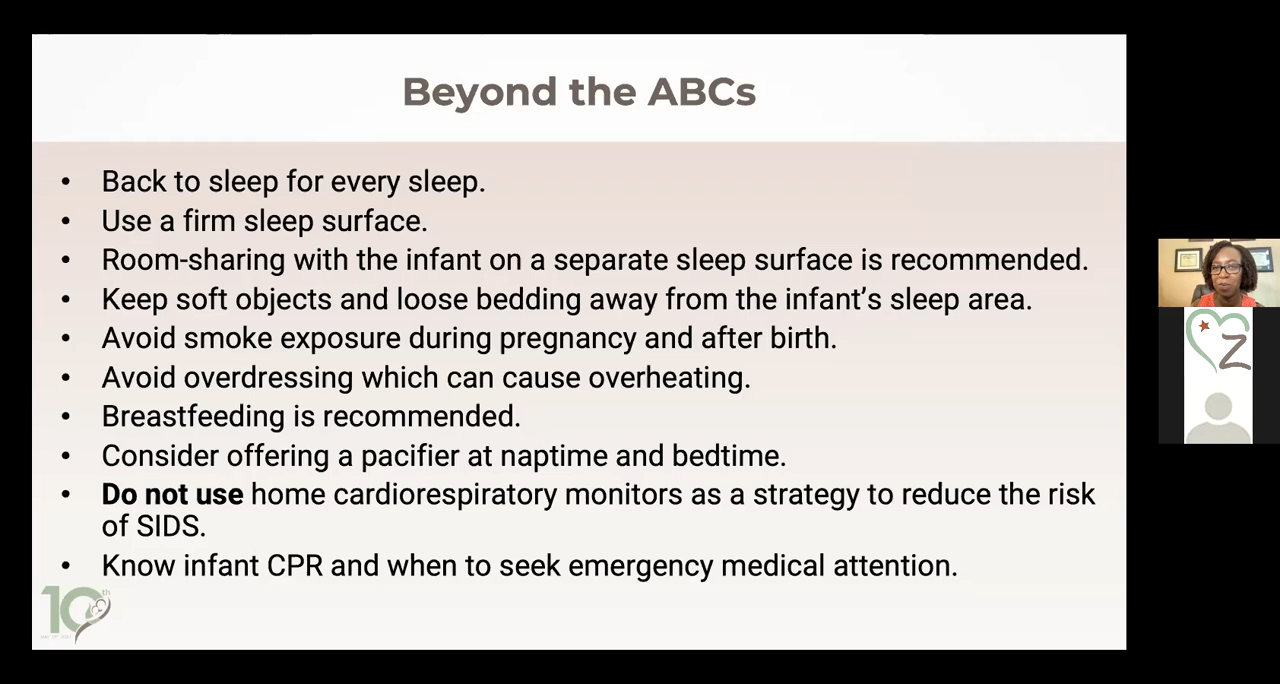 Beyond the ABCs
• Back to sleep for every sleep.
• Use a firm sleep surface.
• Room-sharing with the infant on a separate sleep surface is recommended.
• Keep soft objects and loose bedding away from the infant’s sleep area.
• Avoid smoke exposure during pregnancy and after birth.
• Avoid overdressing which can cause overheating.
• Breastfeeding is recommended.
• Consider offering a pacifier at naptime and bedtime.
• Do not use home cardiorespiratory monitors as a strategy to reduce the risk
of SIDS.
• Know infant CPR and when to seek emergency medical attention.
10th
Z